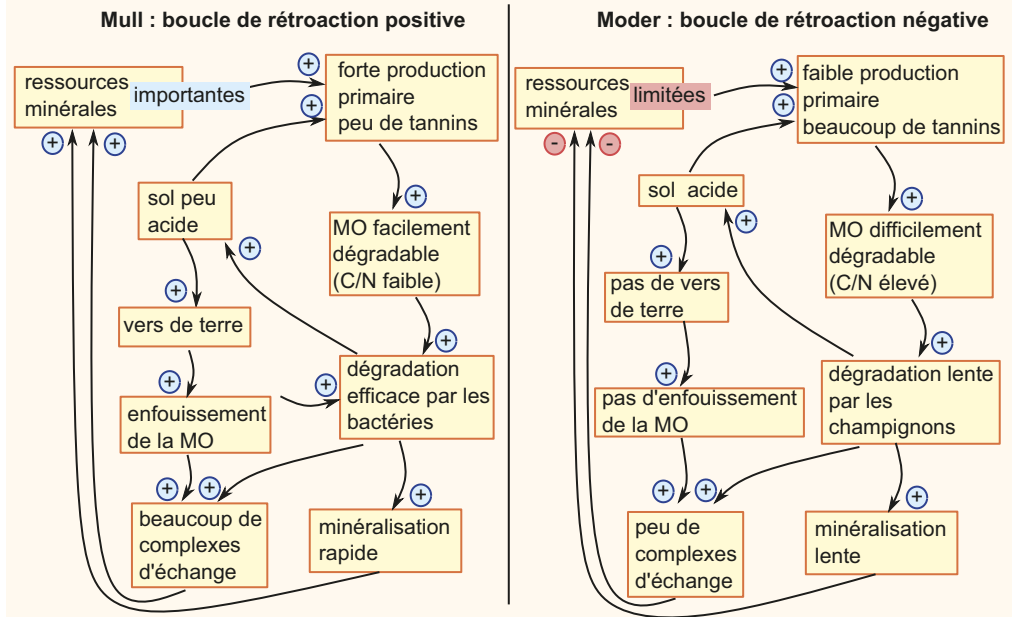 Mull : boucle de rétroaction positive
ressources
minérales
importantes
+
forte production
primaire
peu de tannins
+
+
+
sol peu
acide
+
+
MO facilement
dégradable
(C/N faible)
+
vers de terre
+
+
dégradation
efficace par les
bactéries
+
enfouissement
de la MO
+
+
+
beaucoup de
complexes
d'échange
minéralisation
rapide
Moder : boucle de rétroaction négative
ressources
minérales
limitées
+
faible production
primaire
beaucoup de tannins
+
-
-
sol acide
+
+
MO difficilement
dégradable
(C/N élevé)
+
pas de vers
de terre
+
dégradation lente
par les
champignons
+
pas d'enfouissement
de la MO
+
+
+
peu de
complexes
d'échange
minéralisation
lente